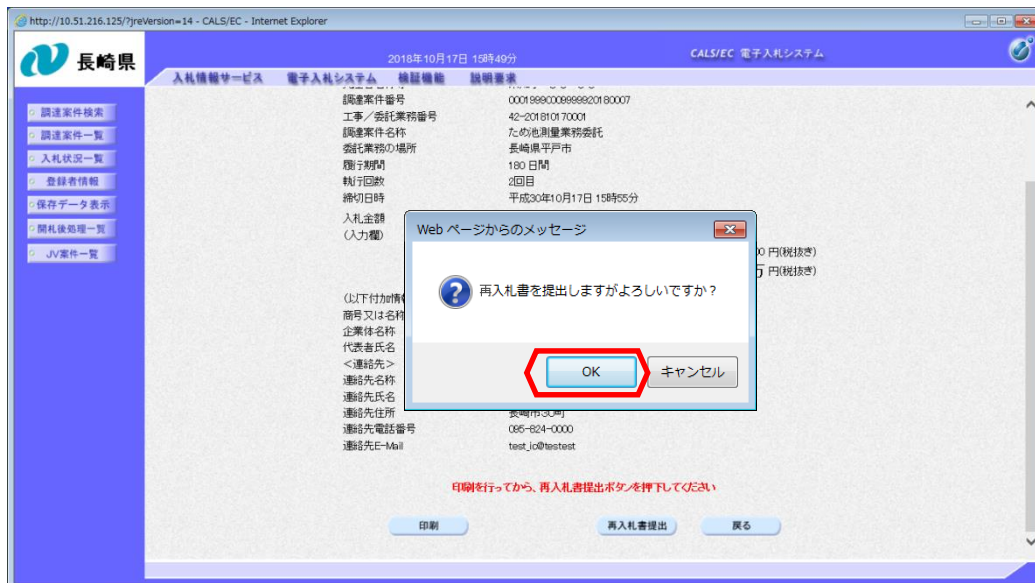 http://10.51.216.125/?jreVersion=14 - CALS/EC - Internet Explorer
長崎県
2018年10月17日 15時49分
CALS/EC 電子入札システム
入札情報サービス 電子入札システム 検証機能 説明要求
調達案件検索
調達案件一覧
入札状況一覧
登録者情報
保存データ表示
開札後処理一覧
JV案件一覧
調達案件番号 0001999000999920180007
工事／委託業務番号 42-201810170001
調達案件名称 ため池測量業務委託
委託業務の場所 長崎県平戸市
履行期間 180 日間
執行回数 2回目
締切日時 平成30年10月17日 15時55分
入札金額
(入力欄)
円(税抜き)
円(税抜き)
(以下付加情
商号又は名称
企業体名称
代表者氏名
<連絡先>
連絡先名称
連絡先氏名
連絡先住所
連絡先電話番号 095-824-0000
連絡先E-Mail test_jo@testest
Web ページからのメッセージ
再入札書を提出しますがよろしいですか？
OK キャンセル
印刷を行ってから、再入札書提出ボタンを押下してください
印刷 再入札書提出 戻る